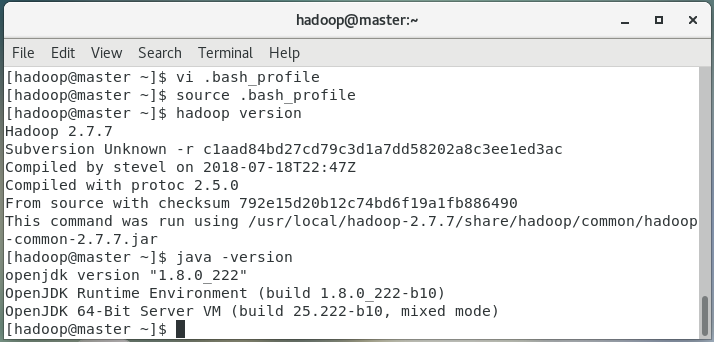 hadoop@master:~
File Edit View Search Terminal Help
[hadoop@master ~]$ vi .bash_profile
[hadoop@master ~]$ source .bash_profile
[hadoop@master ~]$ hadoop version
Hadoop 2.7.7
Subversion Unknown -r c1aad84bd27cd79c3d1a7dd58202a8c3ee1ed3ac
Compiled by stevel on 2018-07-18T22:47Z
Compiled with protoc 2.5.0
From source with checksum 792e15d20b12c74bd6f19a1fb886490
This command was run using /usr/local/hadoop-2.7.7/share/hadoop/common/hadoop
-common-2.7.7.jar
[hadoop@master ~]$ java -version
openjdk version "1.8.0_222"
OpenJDK Runtime Environment (build 1.8.0_222-b10)
OpenJDK 64-Bit Server VM (build 25.222-b10, mixed mode)
[hadoop@master ~]$